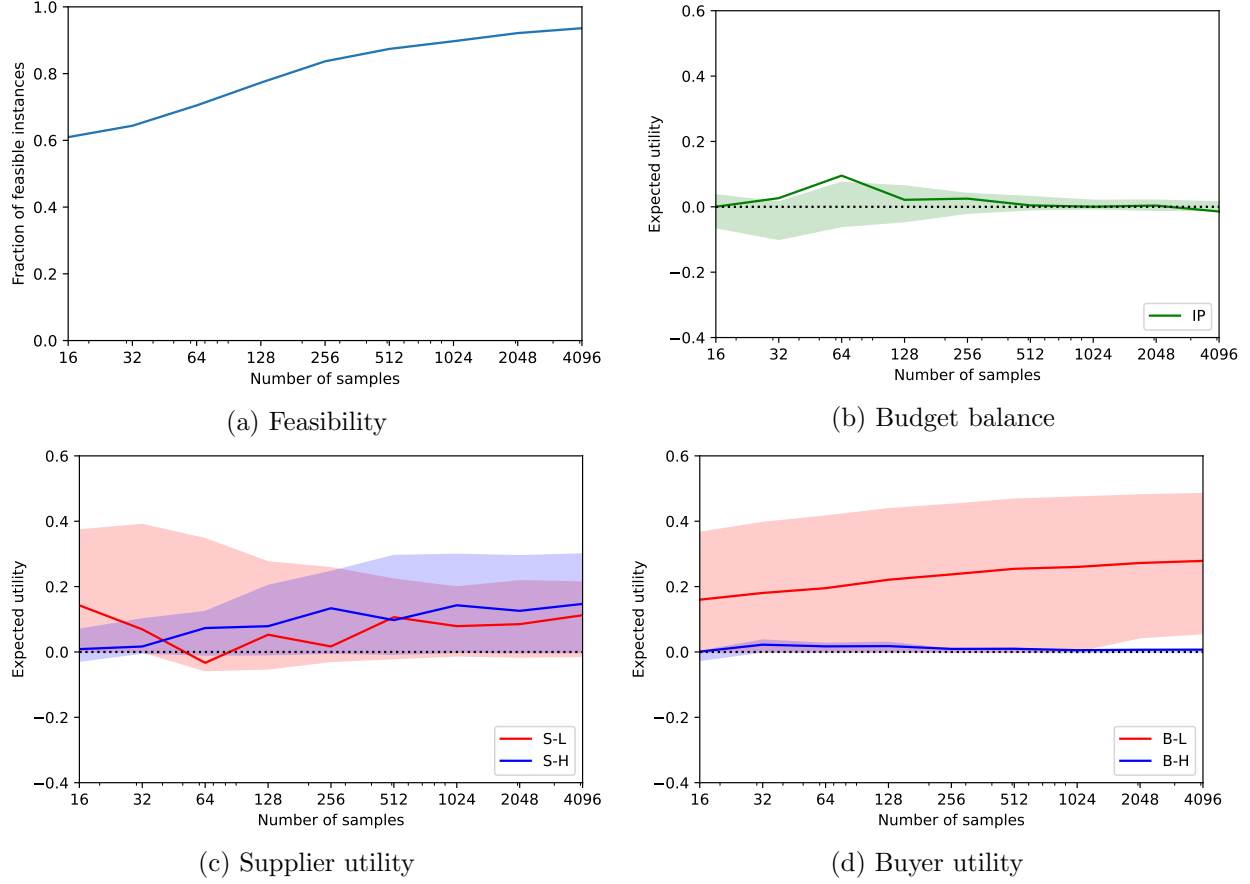 1.0
0.8
0.6
0.4
0.2
0.0
Fraction of feasible instances
16 32 64 128 256 512 1024 2048 4096
Number of samples
(a) Feasibility
0.6
0.4
0.2
0.0
−0.2
−0.4
Expected utility
IP
16 32 64 128 256 512 1024 2048 4096
Number of samples
(b) Budget balance
0.6
0.4
0.2
0.0
−0.2
−0.4
Expected utility
S-L
S-H
16 32 64 128 256 512 1024 2048 4096
Number of samples
(c) Supplier utility
0.6
0.4
0.2
0.0
−0.2
−0.4
Expected utility
B-L
B-H
16 32 64 128 256 512 1024 2048 4096
Number of samples
(d) Buyer utility